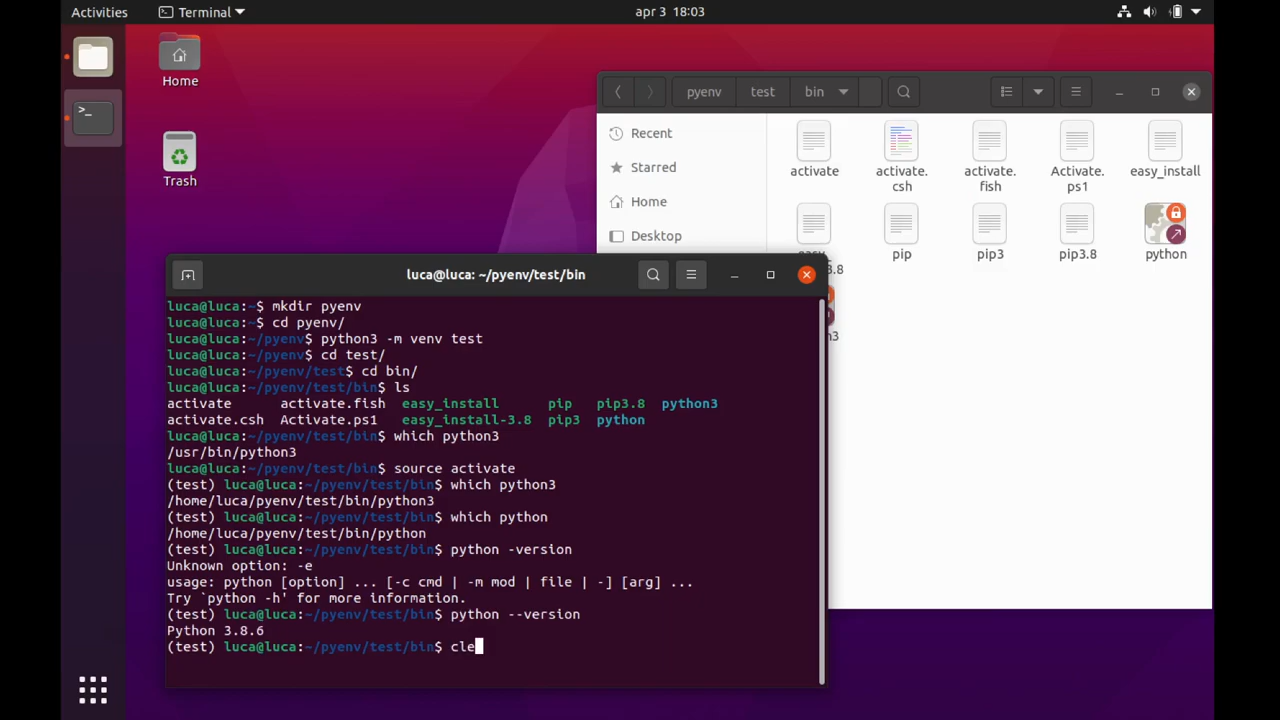 Activities
Terminal
apr 3 18:03
Home
Trash
pyenv
test
bin
Recent
Starred
Home
Desktop
activate
activate.
csh
activate.
fish
Activate.
ps1
easy_install
pip
pip3
pip3.8
python
luca@luca: ~/pyenv/test/bin
luca@luca:~$ mkdir pyenv
luca@luca:~$ cd pyenv/
luca@luca:~/pyenv$ python3 -m venv test
luca@luca:~/pyenv$ cd test/
luca@luca:~/pyenv/test$ cd bin/
luca@luca:~/pyenv/test/bin$ ls
activate activate.fish easy_install pip pip3.8 python3
activate.csh Activate.ps1 easy_install-3.8 pip3 python
luca@luca:~/pyenv/test/bin$ which python3
/usr/bin/python3
luca@luca:~/pyenv/test/bin$ source activate
(test) luca@luca:~/pyenv/test/bin$ which python3
/home/luca/pyenv/test/bin/python3
(test) luca@luca:~/pyenv/test/bin$ which python
/home/luca/pyenv/test/bin/python
(test) luca@luca:~/pyenv/test/bin$ python -version
Unknown option: -e
usage: python [option] ... [-c cmd | -m mod | file | -] [arg] ...
Try `python -h' for more information.
(test) luca@luca:~/pyenv/test/bin$ python --version
Python 3.8.6
(test) luca@luca:~/pyenv/test/bin$ cle